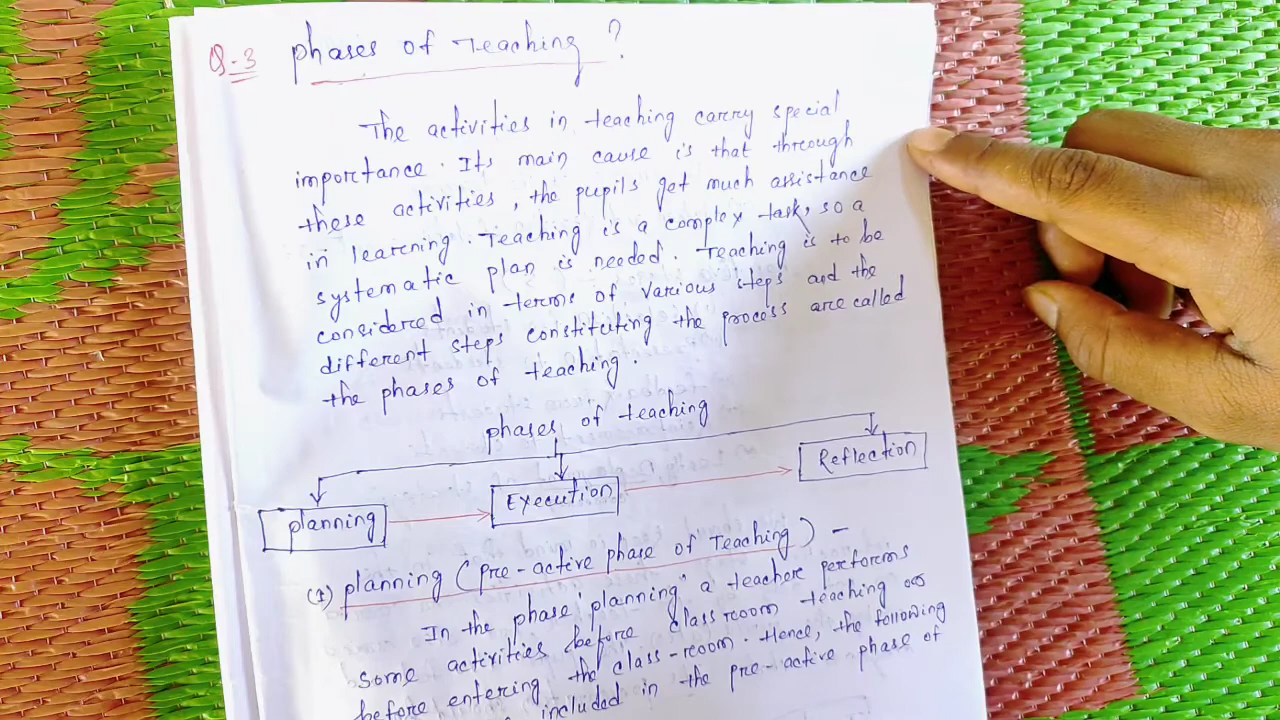 Q-3 Phases of Teaching ?
The activities in teaching carry special
importance. Its main cause is that through
these activities, the pupils get much assistance
in learning. Teaching is a complex task, so a
systematic plan is needed. Teaching is to be
considered in terms of various steps and the
different steps constituting the process are called
the phases of teaching.
phases of teaching
planning
Execution
Reflection
(1) planning (pre-active phase of Teaching) -
In the phase "planning" a teacher performs
some activities before classroom teaching or
before entering the class-room. Hence, the following
included in the pre-active phase of